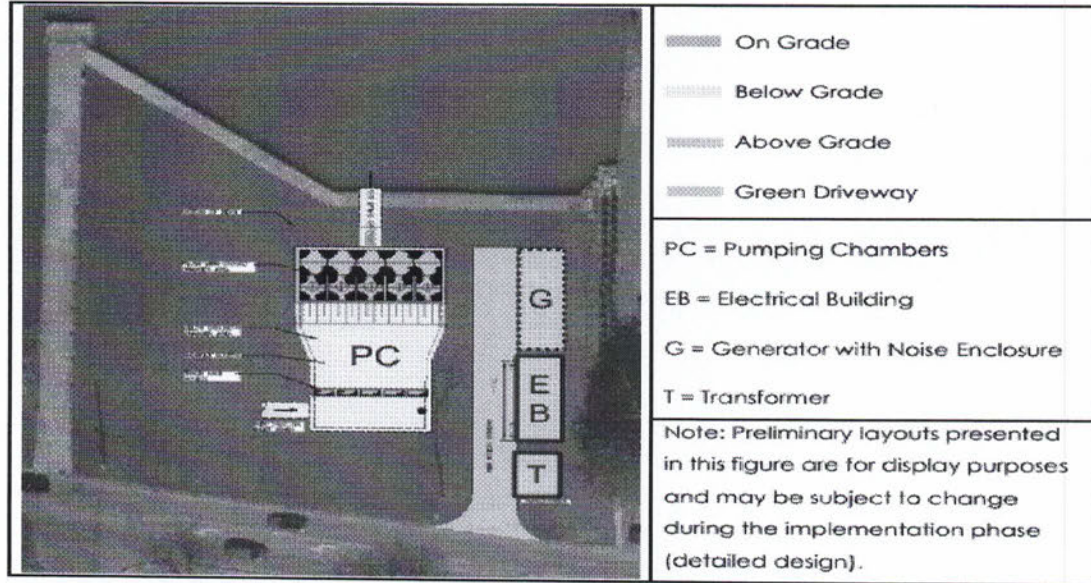 On Grade
Below Grade
Above Grade
Green Driveway
PC = Pumping Chambers
EB = Electrical Building
G = Generator with Noise Enclosure
T = Transformer
Note: Preliminary layouts presented
in this figure are for display purposes
and may be subject to change
during the implementation phase
(detailed design).
G
PC
E
B
T